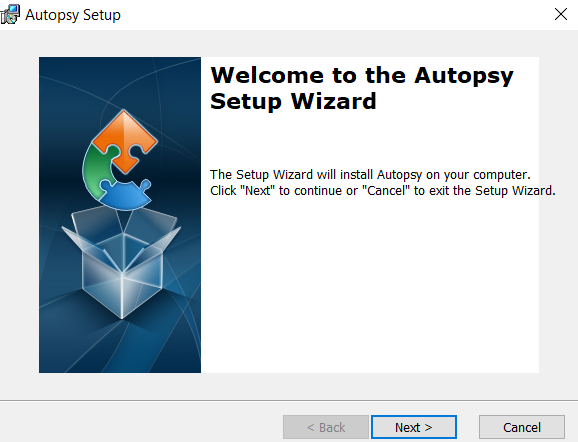 Autopsy Setup
Welcome to the Autopsy
Setup Wizard
The Setup Wizard will install Autopsy on your computer.
Click "Next" to continue or "Cancel" to exit the Setup Wizard.
< Back
Next >
Cancel